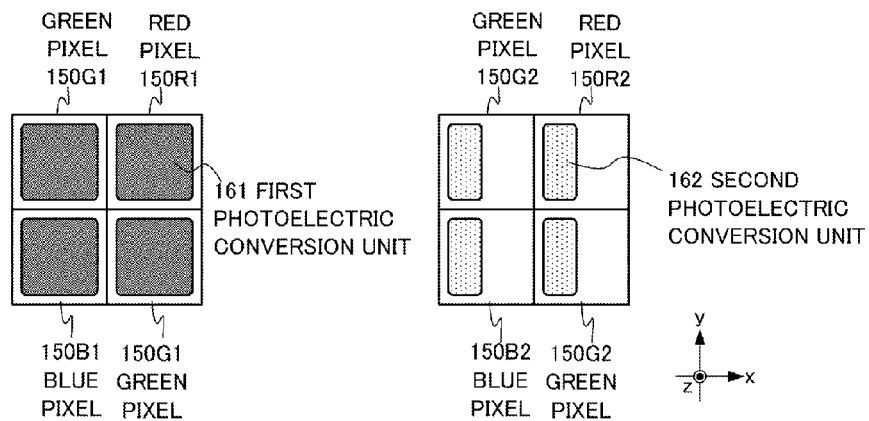 GREEN
PIXEL
150G1
RED
PIXEL
150R1
GREEN
PIXEL
150G2
RED
PIXEL
150R2
161 FIRST
PHOTOELECTRIC
CONVERSION UNIT
162 SECOND
PHOTOELECTRIC
CONVERSION UNIT
150B1
BLUE
PIXEL
150G1
GREEN
PIXEL
150B2
BLUE
PIXEL
150G2
GREEN
PIXEL
y
x
z